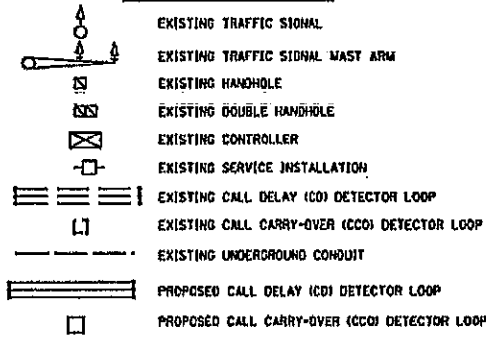 EXISTING TRAFFIC SIGNAL
EXISTING TRAFFIC SIGNAL MAST ARM
EXISTING HANDHOLE
EXISTING DOUBLE HANDHOLE
EXISTING CONTROLLER
EXISTING SERVICE INSTALLATION
EXISTING CALL DELAY (CD) DETECTOR LOOP
EXISTING CALL CARRY-OVER (CCO) DETECTOR LOOP
EXISTING UNDERGROUND CONDUIT
PROPOSED CALL DELAY (CD) DETECTOR LOOP
PROPOSED CALL CARRY-OVER (CCO) DETECTOR LOOP